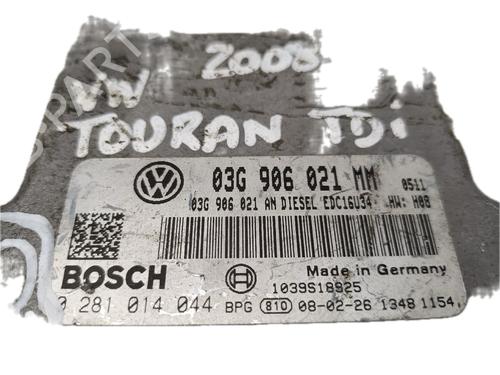 2008
VW
TOURAN TDi
03G 906 021 MM 0511
03G 906 021 AN DIESEL EDC16U34 HW: H08
BOSCH
Made in Germany
1039S18925
0 281 014 044 BPG 810 08-02-26 1348 1154